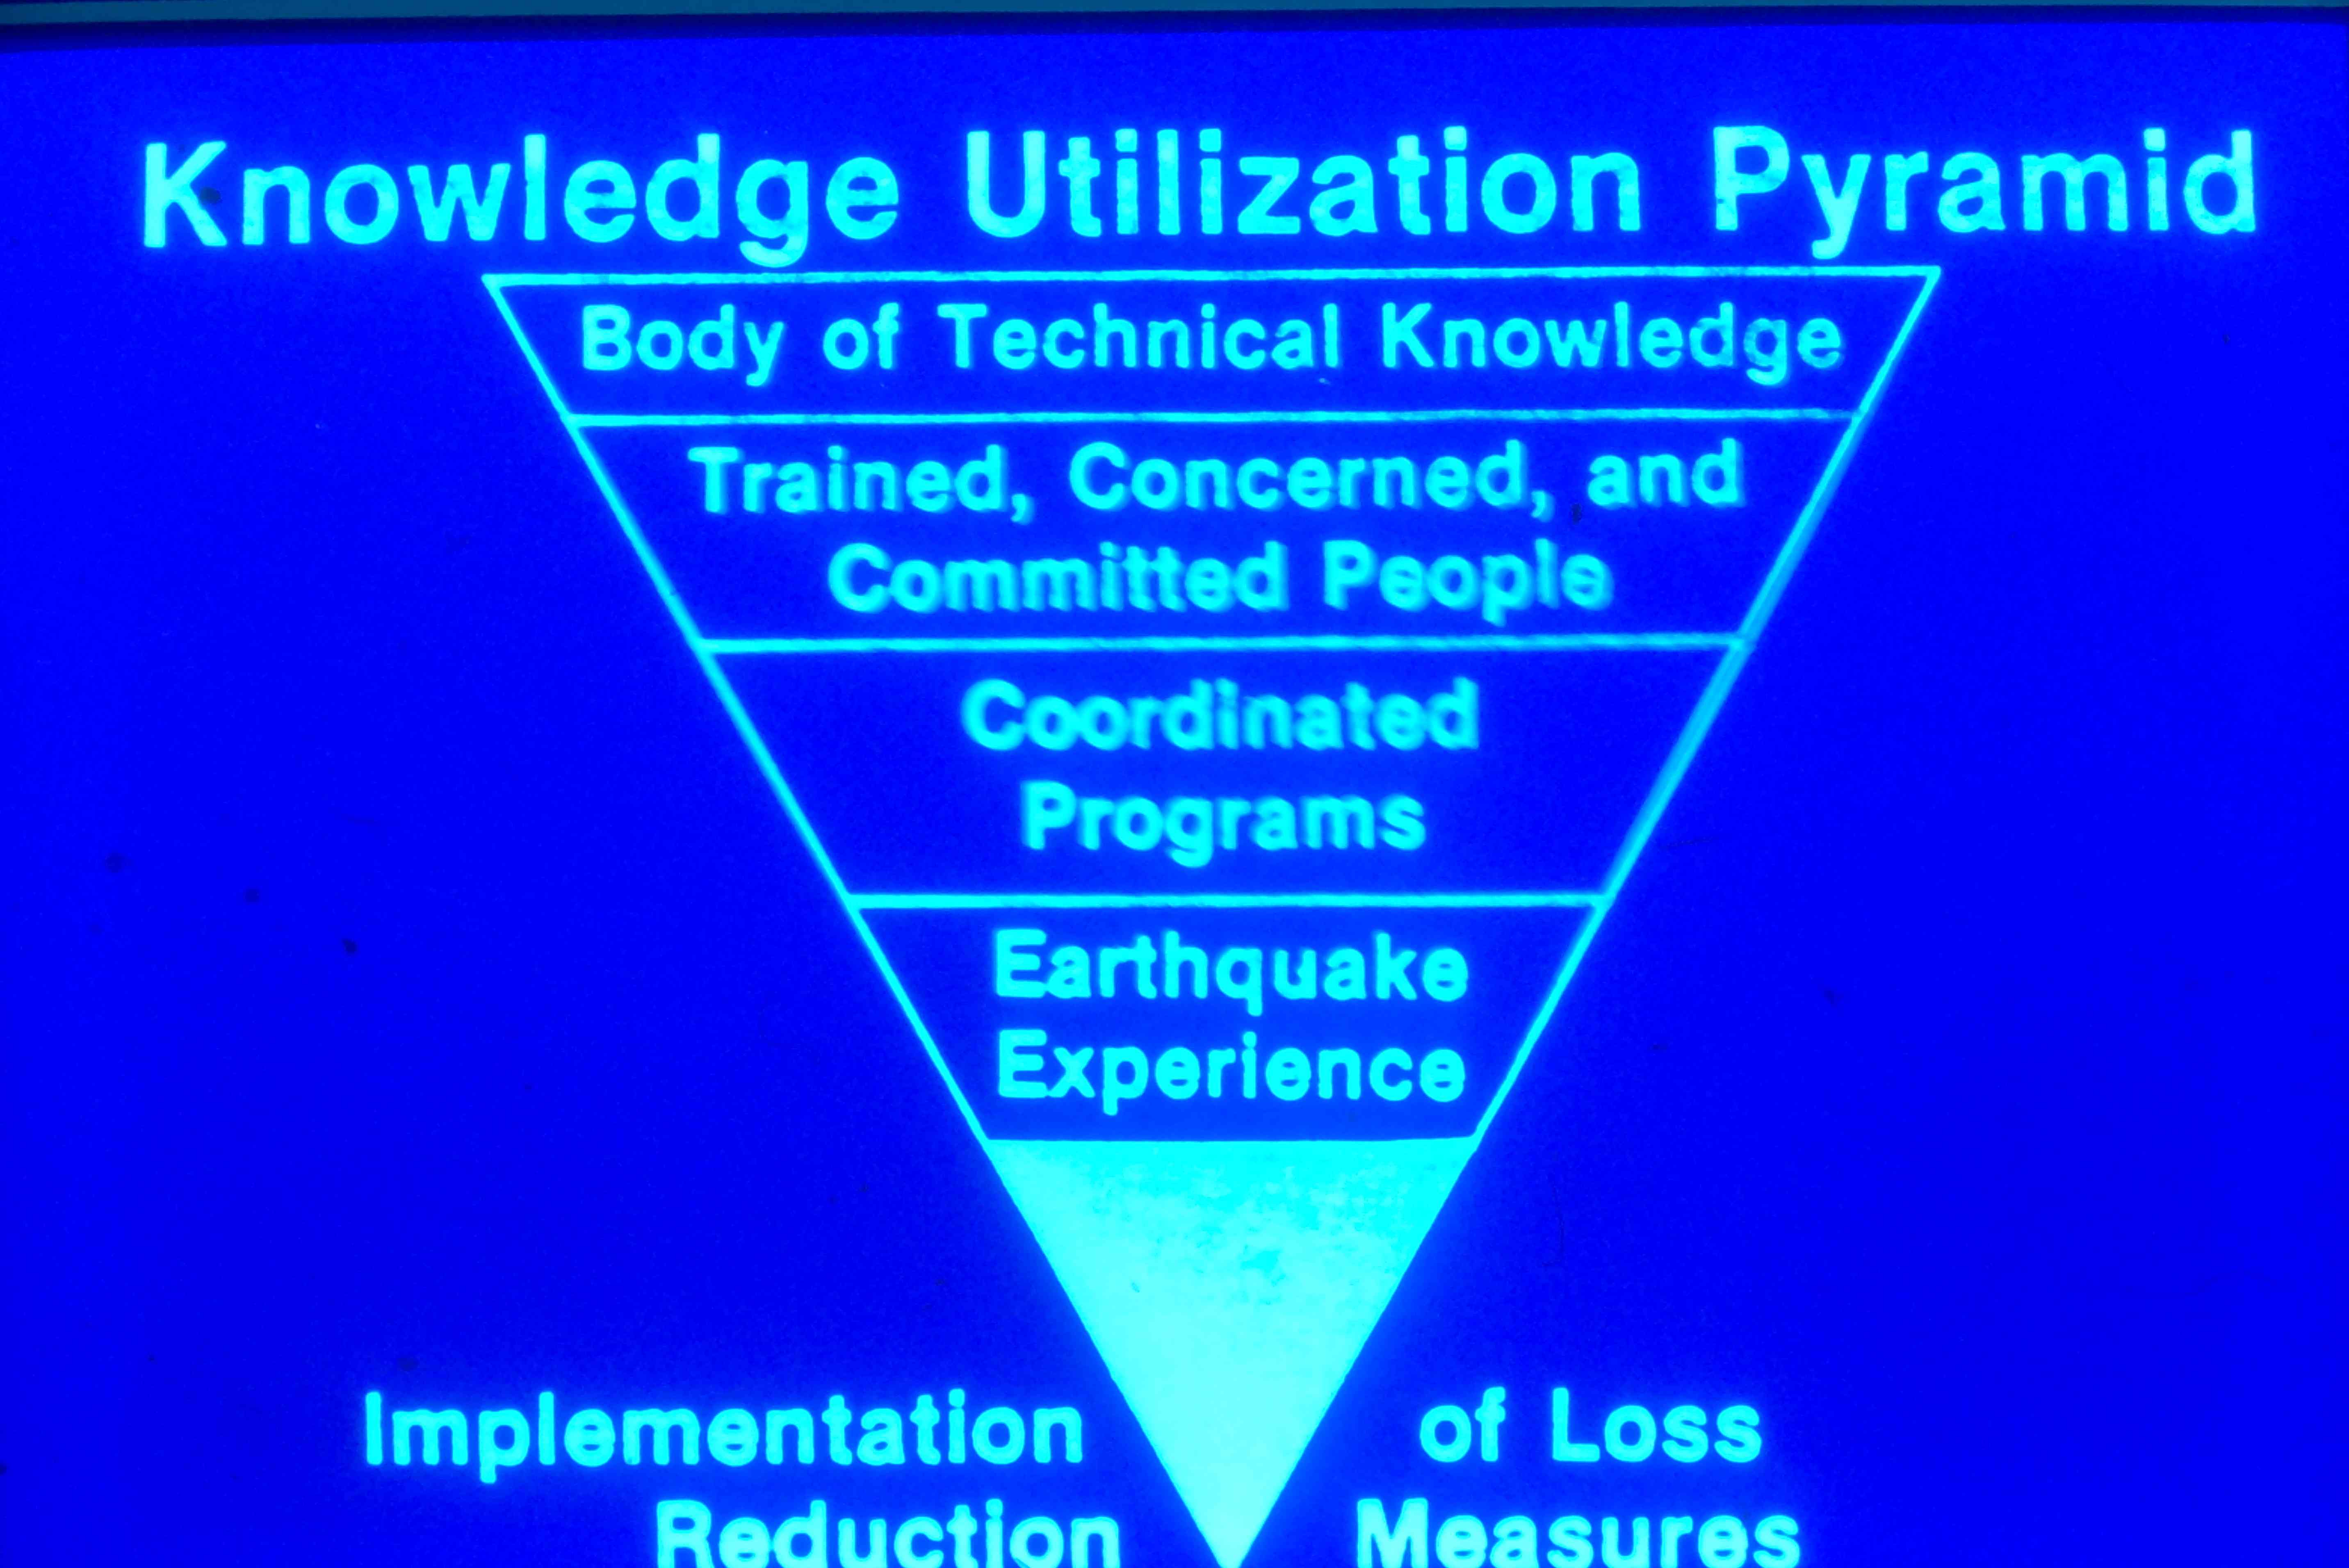 Knowledge Utilization Pyramid
Body of Technical Knowledge
Trained, Concerned, and
Committed People
Coordinated
Programs
Earthquake
Experience
Implementation of Loss
Reduction Measures